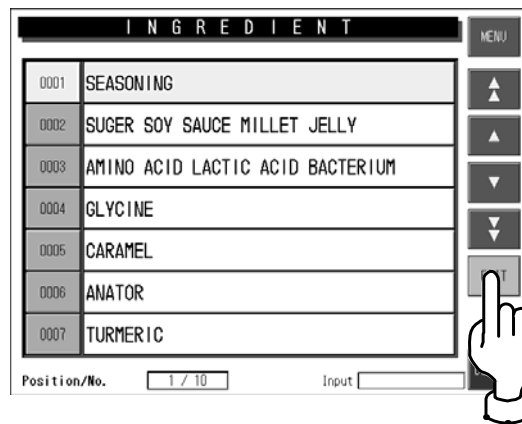 INGREDIENT
MENU
0001 SEASONING
0002 SUGER SOY SAUCE MILLET JELLY
0003 AMINO ACID LACTIC ACID BACTERIUM
0004 GLYCINE
0005 CARAMEL
0006 ANATOR
0007 TURMERIC
Position/No. 1 / 10 Input